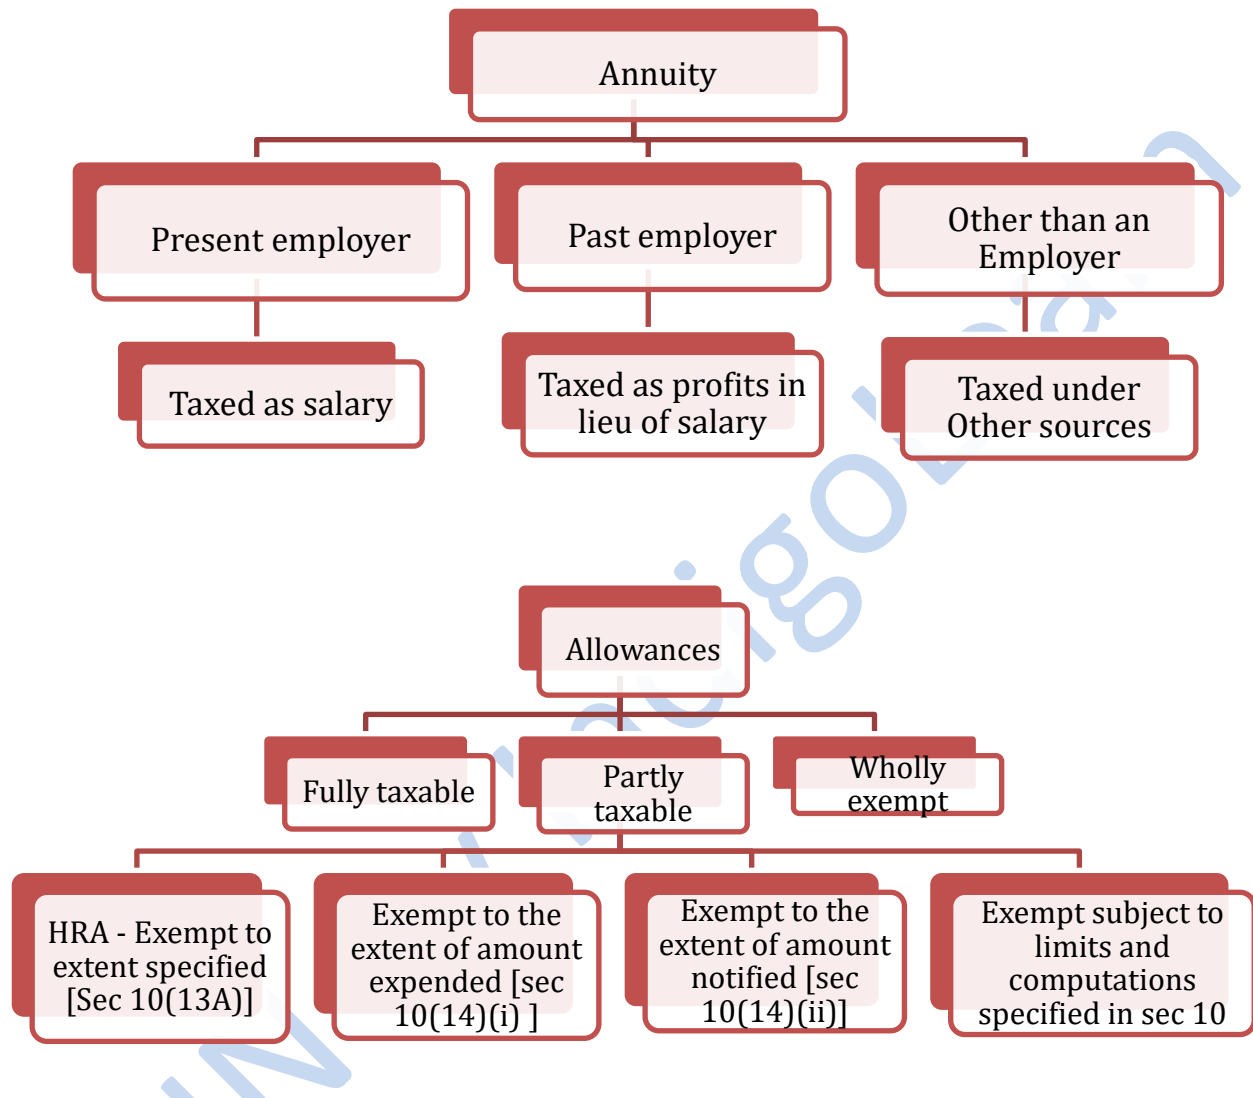 Annuity
Present employer
Past employer
Other than an
Employer
Taxed as salary
Taxed as profits in
lieu of salary
Taxed under
Other sources
Allowances
Fully taxable
Partly
taxable
Wholly
exempt
HRA - Exempt to
extent specified
[Sec 10(13A)]
Exempt to the
extent of amount
expended [sec
10(14)(i) ]
Exempt to the
extent of amount
notified [sec
10(14)(ii)]
Exempt subject to
limits and
computations
specified in sec 10